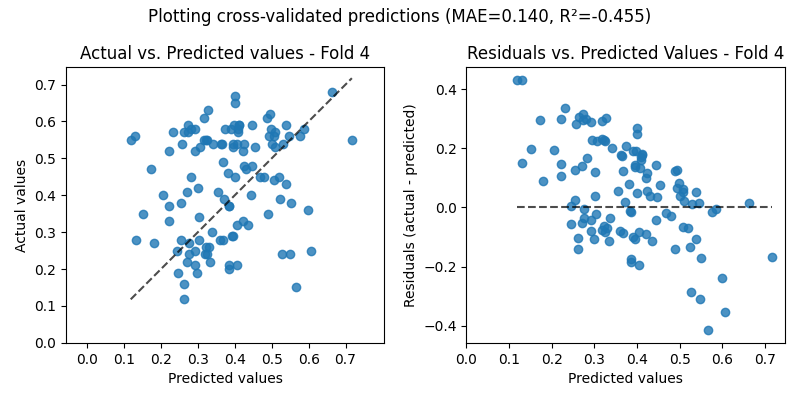 Plotting cross-validated predictions (MAE=0.140, R²=-0.455)
Actual vs. Predicted values - Fold 4
Actual values
0.7
0.6
0.5
0.4
0.3
0.2
0.1
0.0
0.0 0.1 0.2 0.3 0.4 0.5 0.6 0.7
Predicted values
Residuals vs. Predicted Values - Fold 4
Residuals (actual - predicted)
0.4
0.2
0.0
−0.2
−0.4
0.0 0.1 0.2 0.3 0.4 0.5 0.6 0.7
Predicted values